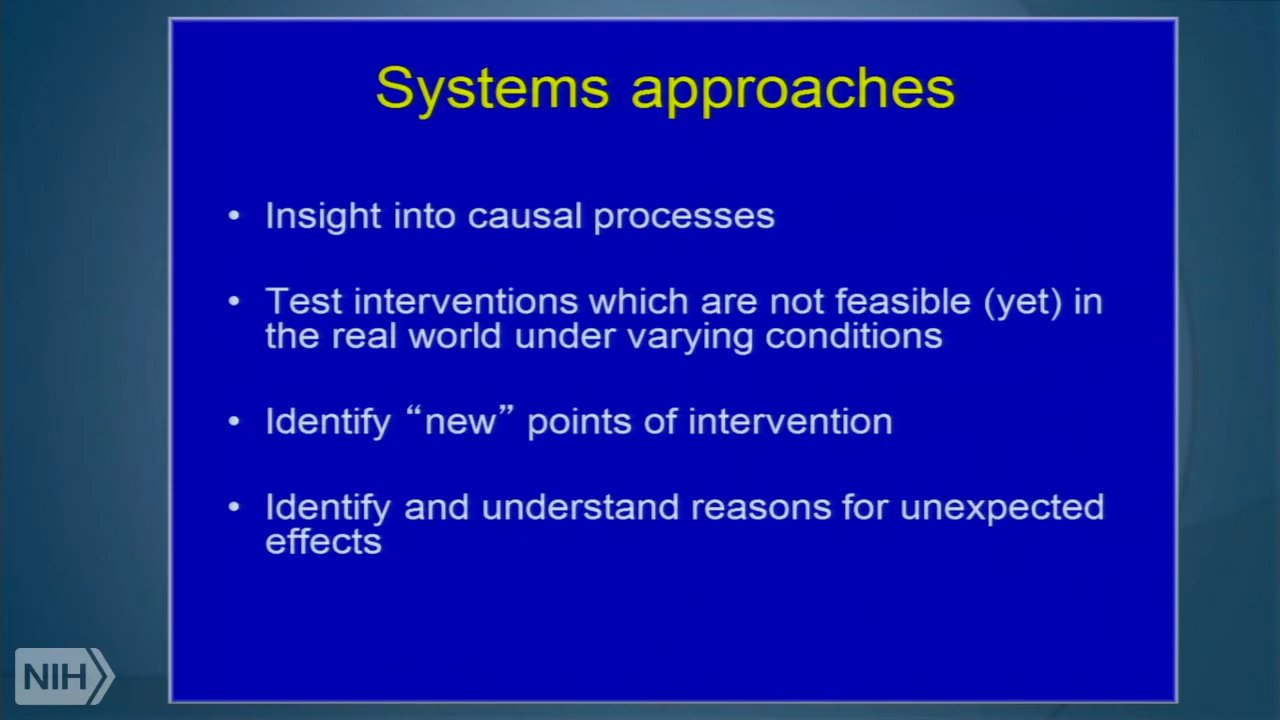 Systems approaches
• Insight into causal processes
• Test interventions which are not feasible (yet) in
the real world under varying conditions
• Identify “new” points of intervention
• Identify and understand reasons for unexpected
effects
NIH